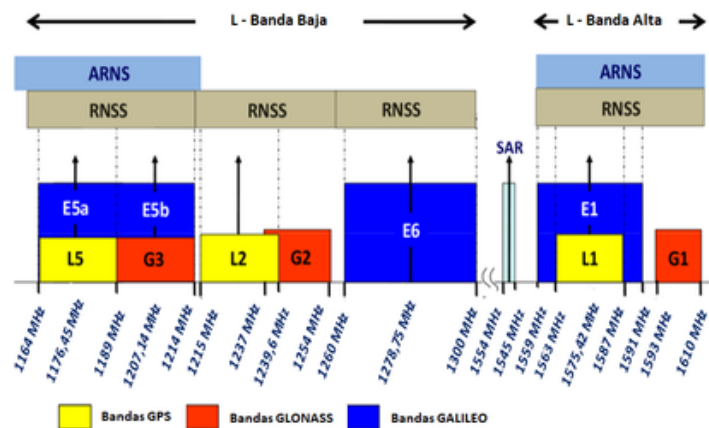 L - Banda Baja
L - Banda Alta
ARNS
ARNS
RNSS
RNSS
RNSS
RNSS
SAR
E5a
E5b
E6
E1
L5
G3
L2
G2
L1
G1
1164 MHz
1176,45 MHz
1189 MHz
1207,14 MHz
1214 MHz
1215 MHz
1237 MHz
1239,6 MHz
1254 MHz
1260 MHz
1278,75 MHz
1300 MHz
1554 MHz
1545 MHz
1559 MHz
1563 MHz
1575,42 MHz
1587 MHz
1591 MHz
1593 MHz
1610 MHz
Bandas GPS
Bandas GLONASS
Bandas GALILEO